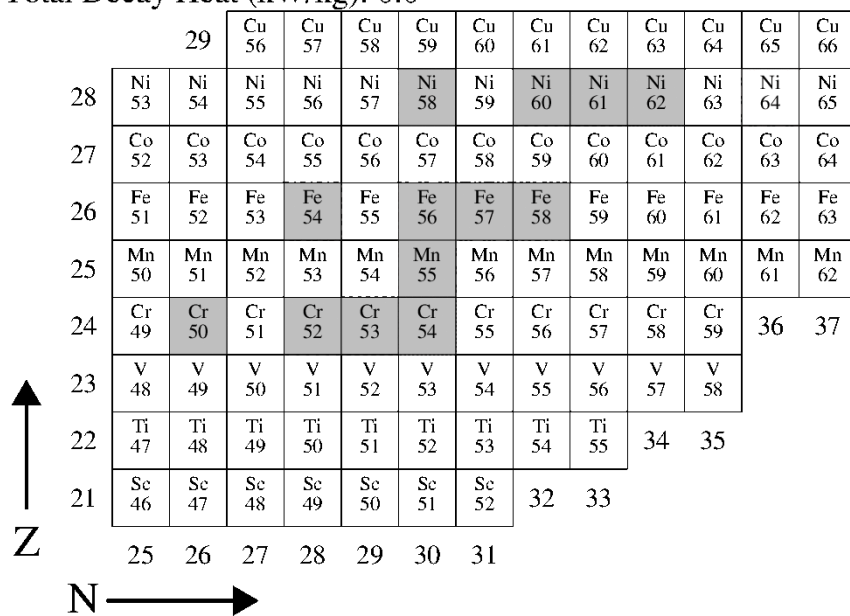 Total Decay Heat (kW/kg):
29
Cu Cu Cu Cu Cu Cu Cu Cu Cu Cu Cu
56 57 58 59 60 61 62 63 64 65 66
28
Ni Ni Ni Ni Ni Ni Ni Ni Ni Ni Ni Ni Ni
53 54 55 56 57 58 59 60 61 62 63 64 65
27
Co Co Co Co Co Co Co Co Co Co Co Co Co
52 53 54 55 56 57 58 59 60 61 62 63 64
26
Fe Fe Fe Fe Fe Fe Fe Fe Fe Fe Fe Fe Fe
51 52 53 54 55 56 57 58 59 60 61 62 63
25
Mn Mn Mn Mn Mn Mn Mn Mn Mn Mn Mn Mn Mn
50 51 52 53 54 55 56 57 58 59 60 61 62
24
Cr Cr Cr Cr Cr Cr Cr Cr Cr Cr Cr
49 50 51 52 53 54 55 56 57 58 59
36 37
23
V V V V V V V V V V V
48 49 50 51 52 53 54 55 56 57 58
22
Ti Ti Ti Ti Ti Ti Ti Ti Ti
47 48 49 50 51 52 53 54 55
34 35
21
Sc Sc Sc Sc Sc Sc Sc
46 47 48 49 50 51 52
32 33
Z
25 26 27 28 29 30 31
N